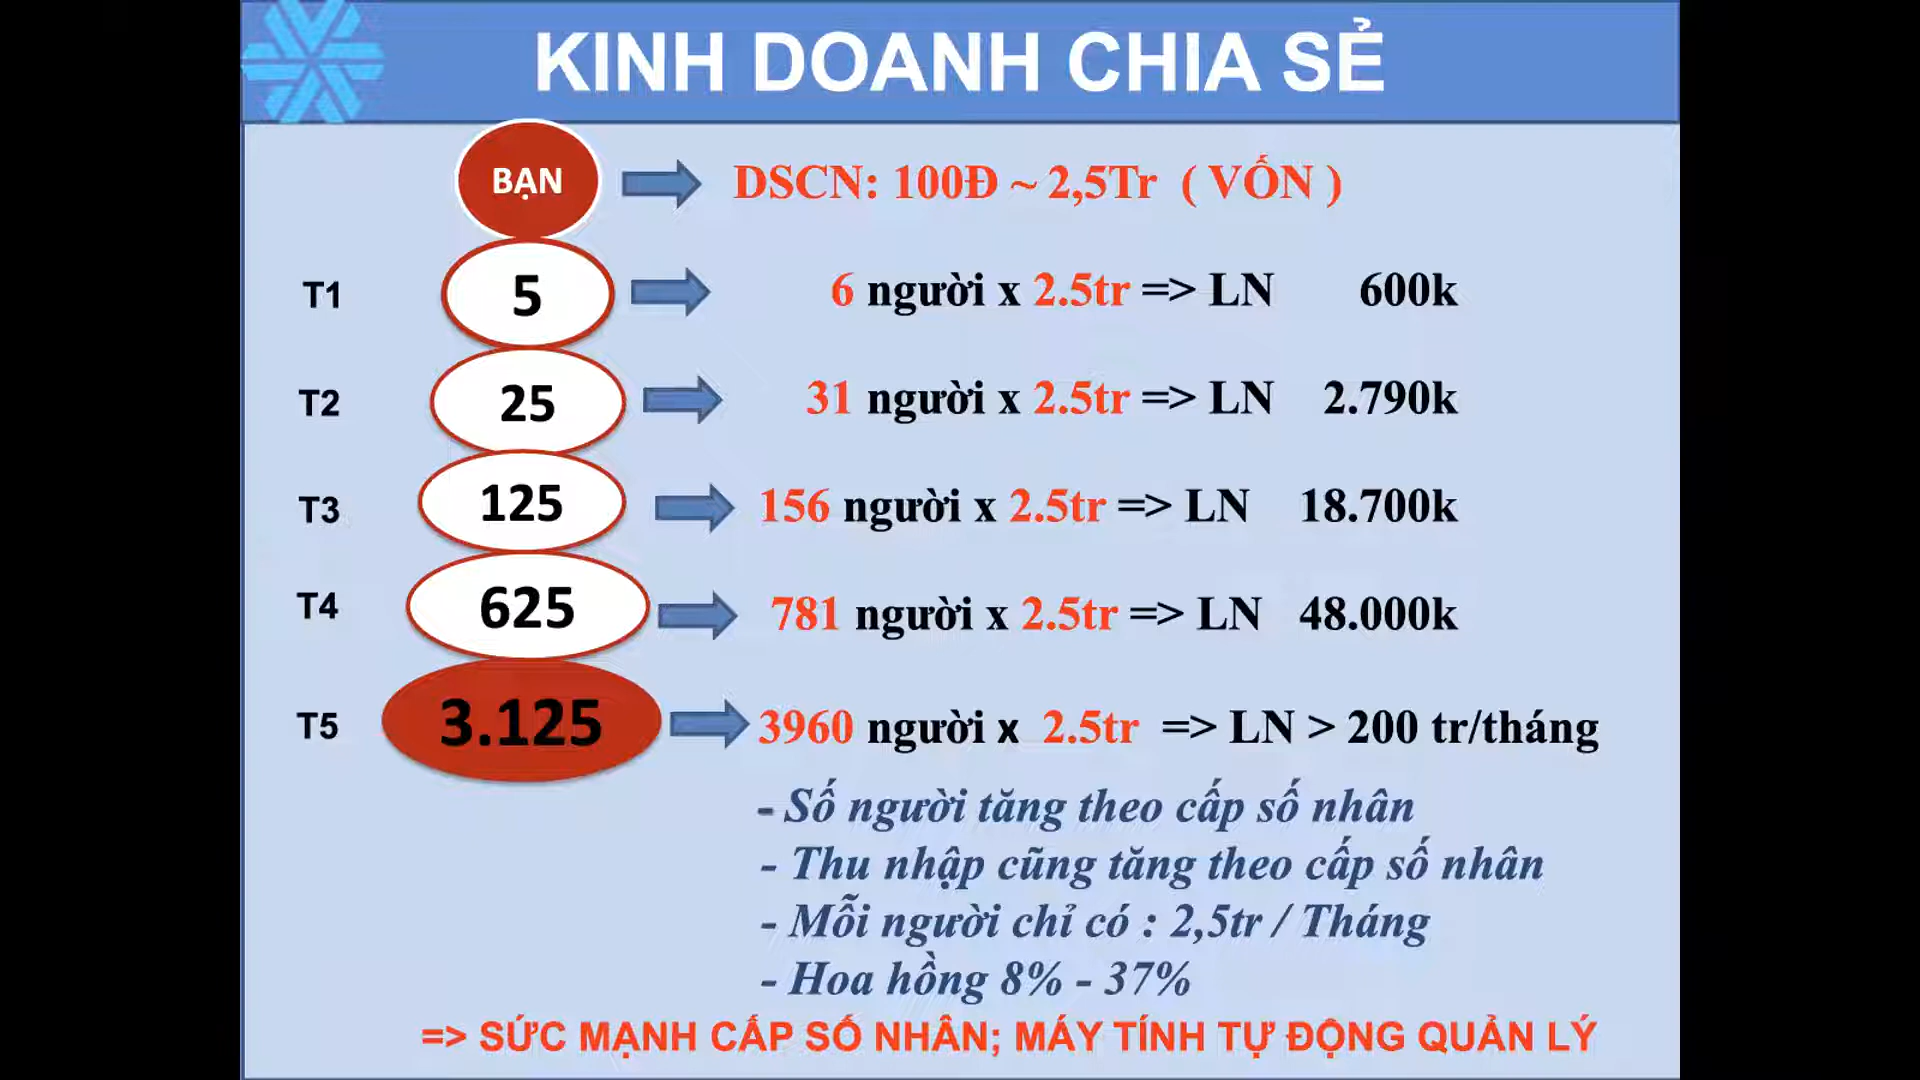 KINH DOANH CHIA SẺ
BẠN
DSCN: 100Đ ~ 2,5Tr ( VỐN )
T1 5 6 người x 2.5tr => LN 600k
T2 25 31 người x 2.5tr => LN 2.790k
T3 125 156 người x 2.5tr => LN 18.700k
T4 625 781 người x 2.5tr => LN 48.000k
T5 3.125 3960 người x 2.5tr => LN > 200 tr/tháng
- Số người tăng theo cấp số nhân
- Thu nhập cũng tăng theo cấp số nhân
- Mỗi người chỉ có : 2,5tr / Tháng
- Hoa hồng 8% - 37%
=> SỨC MẠNH CẤP SỐ NHÂN; MÁY TÍNH TỰ ĐỘNG QUẢN LÝ